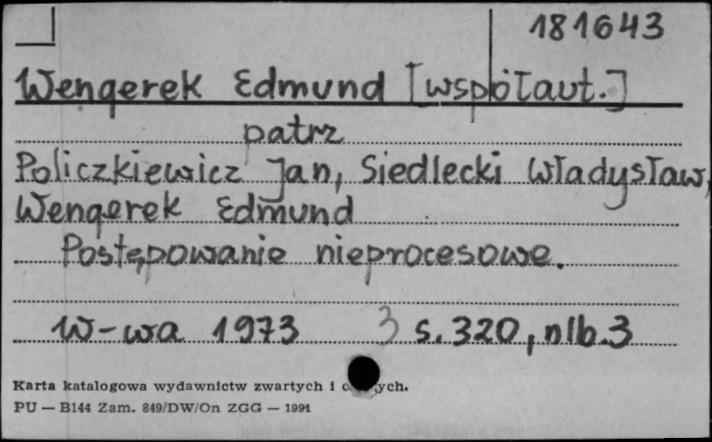 181643
Wengerek Edmund [współaut.]
patrz
Policzkiewicz Jan, Siedlecki Władysław,
Wengerek Edmund
Postępowanie nieprocesowe.
W-wa 1973 3 s. 320, nlb. 3
Karta katalogowa wydawnictw zwartych i
PU — B144 Zam. 849/DW/On ZGG — 1991